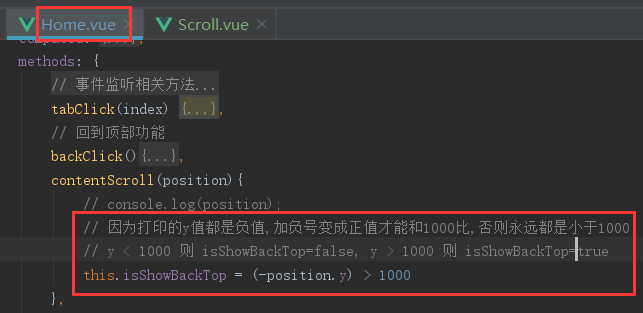 Home.vue × Scroll.vue ×
methods: {
// 事件监听相关方法...
tabClick(index) {...},
// 回到顶部功能
backClick(){...},
contentScroll(position){
// console.log(position);
// 因为打印的y值都是负值,加负号变成正值才能和1000比,否则永远都是小于1000
// y < 1000 则 isShowBackTop=false, y > 1000 则 isShowBackTop=true
this.isShowBackTop = (-position.y) > 1000
},